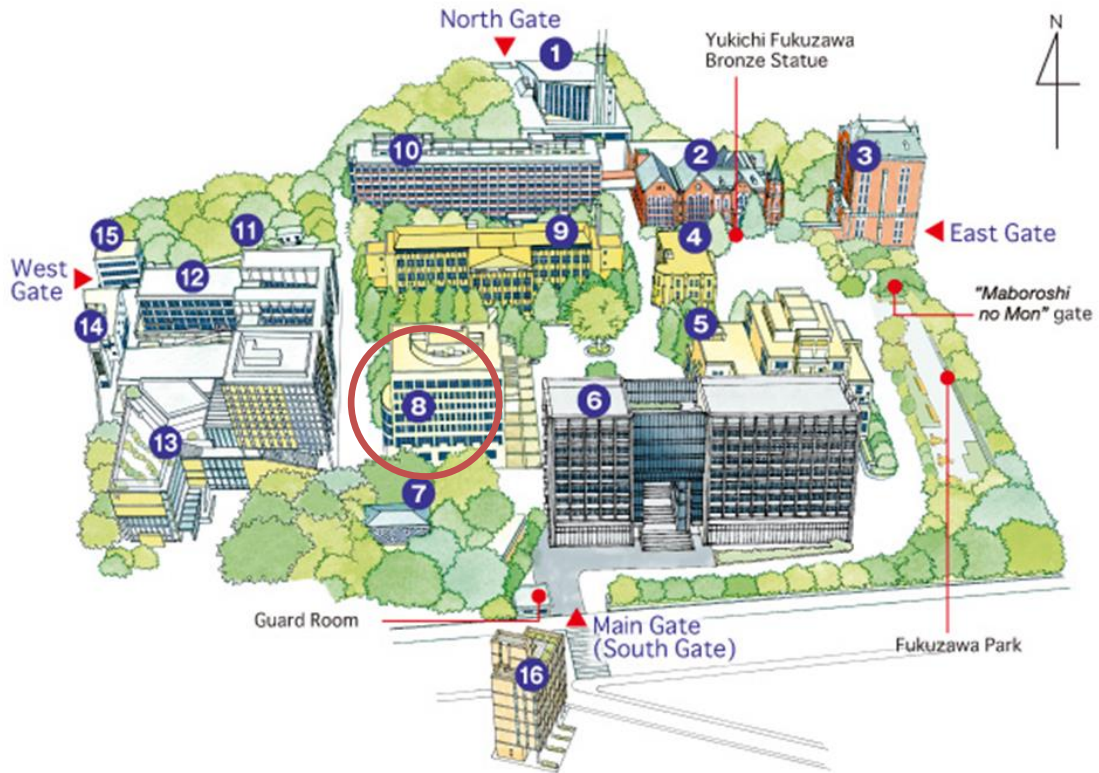 North Gate
1
Yukichi Fukuzawa
Bronze Statue
N
10
2
3
15
11
9
4
East Gate
West
Gate
12
"Maboroshi
no Mon" gate
14
5
8
6
13
7
Guard Room
Main Gate
(South Gate)
Fukuzawa Park
16